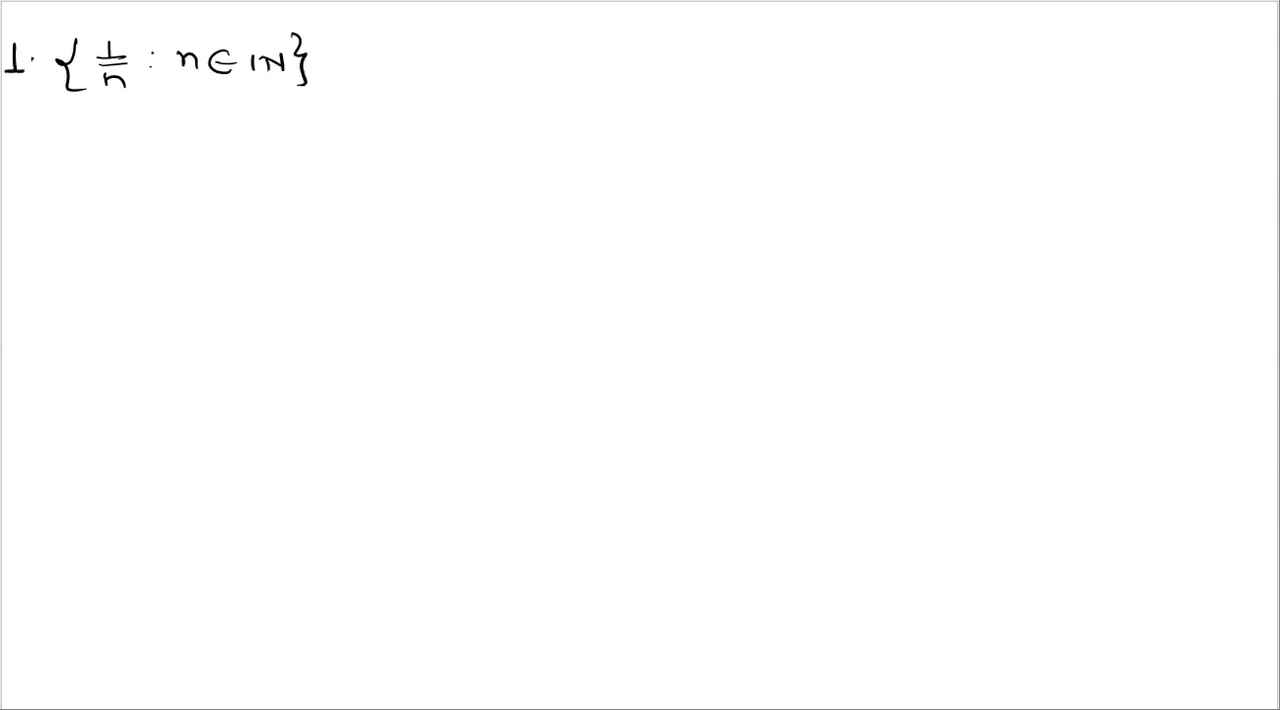 1. { 1/n : n ∈ ℕ }